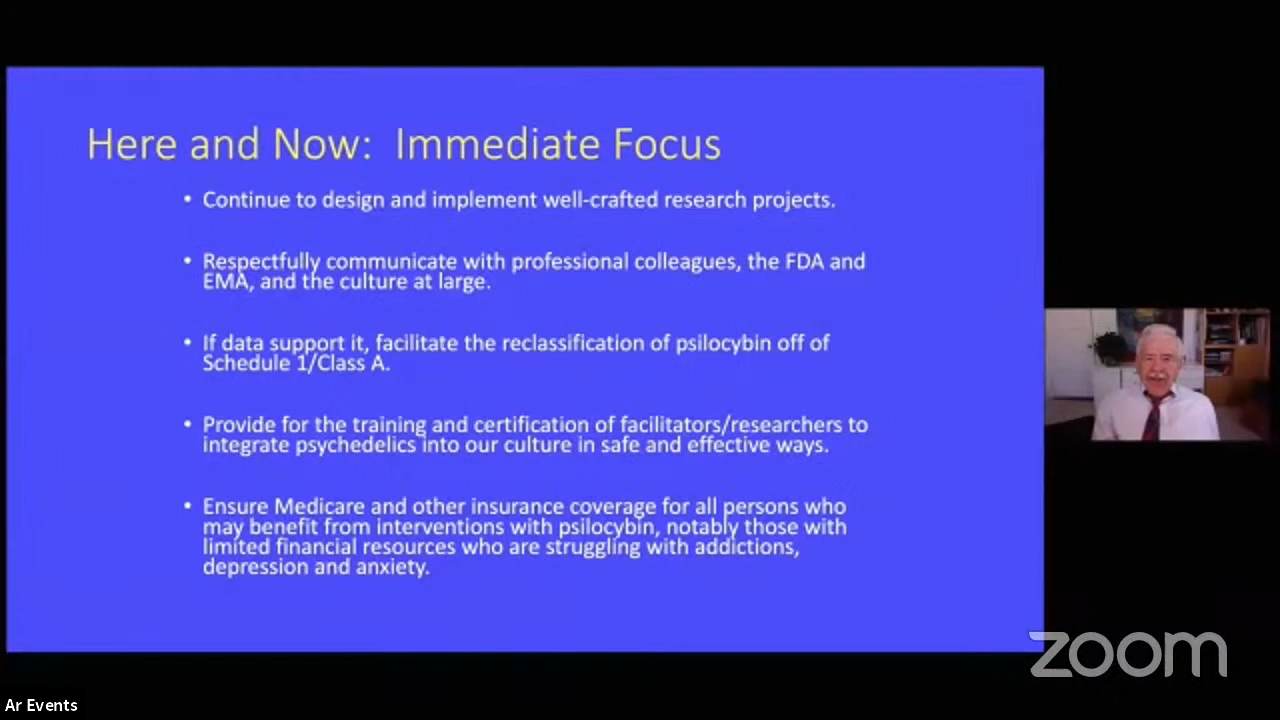 Here and Now: Immediate Focus
• Continue to design and implement well-crafted research projects.
• Respectfully communicate with professional colleagues, the FDA and
EMA, and the culture at large.
• If data support it, facilitate the reclassification of psilocybin off of
Schedule 1/Class A.
• Provide for the training and certification of facilitators/researchers to
integrate psychedelics into our culture in safe and effective ways.
• Ensure Medicare and other insurance coverage for all persons who
may benefit from interventions with psilocybin, notably those with
limited financial resources who are struggling with addictions,
depression and anxiety.
zoom
Ar Events